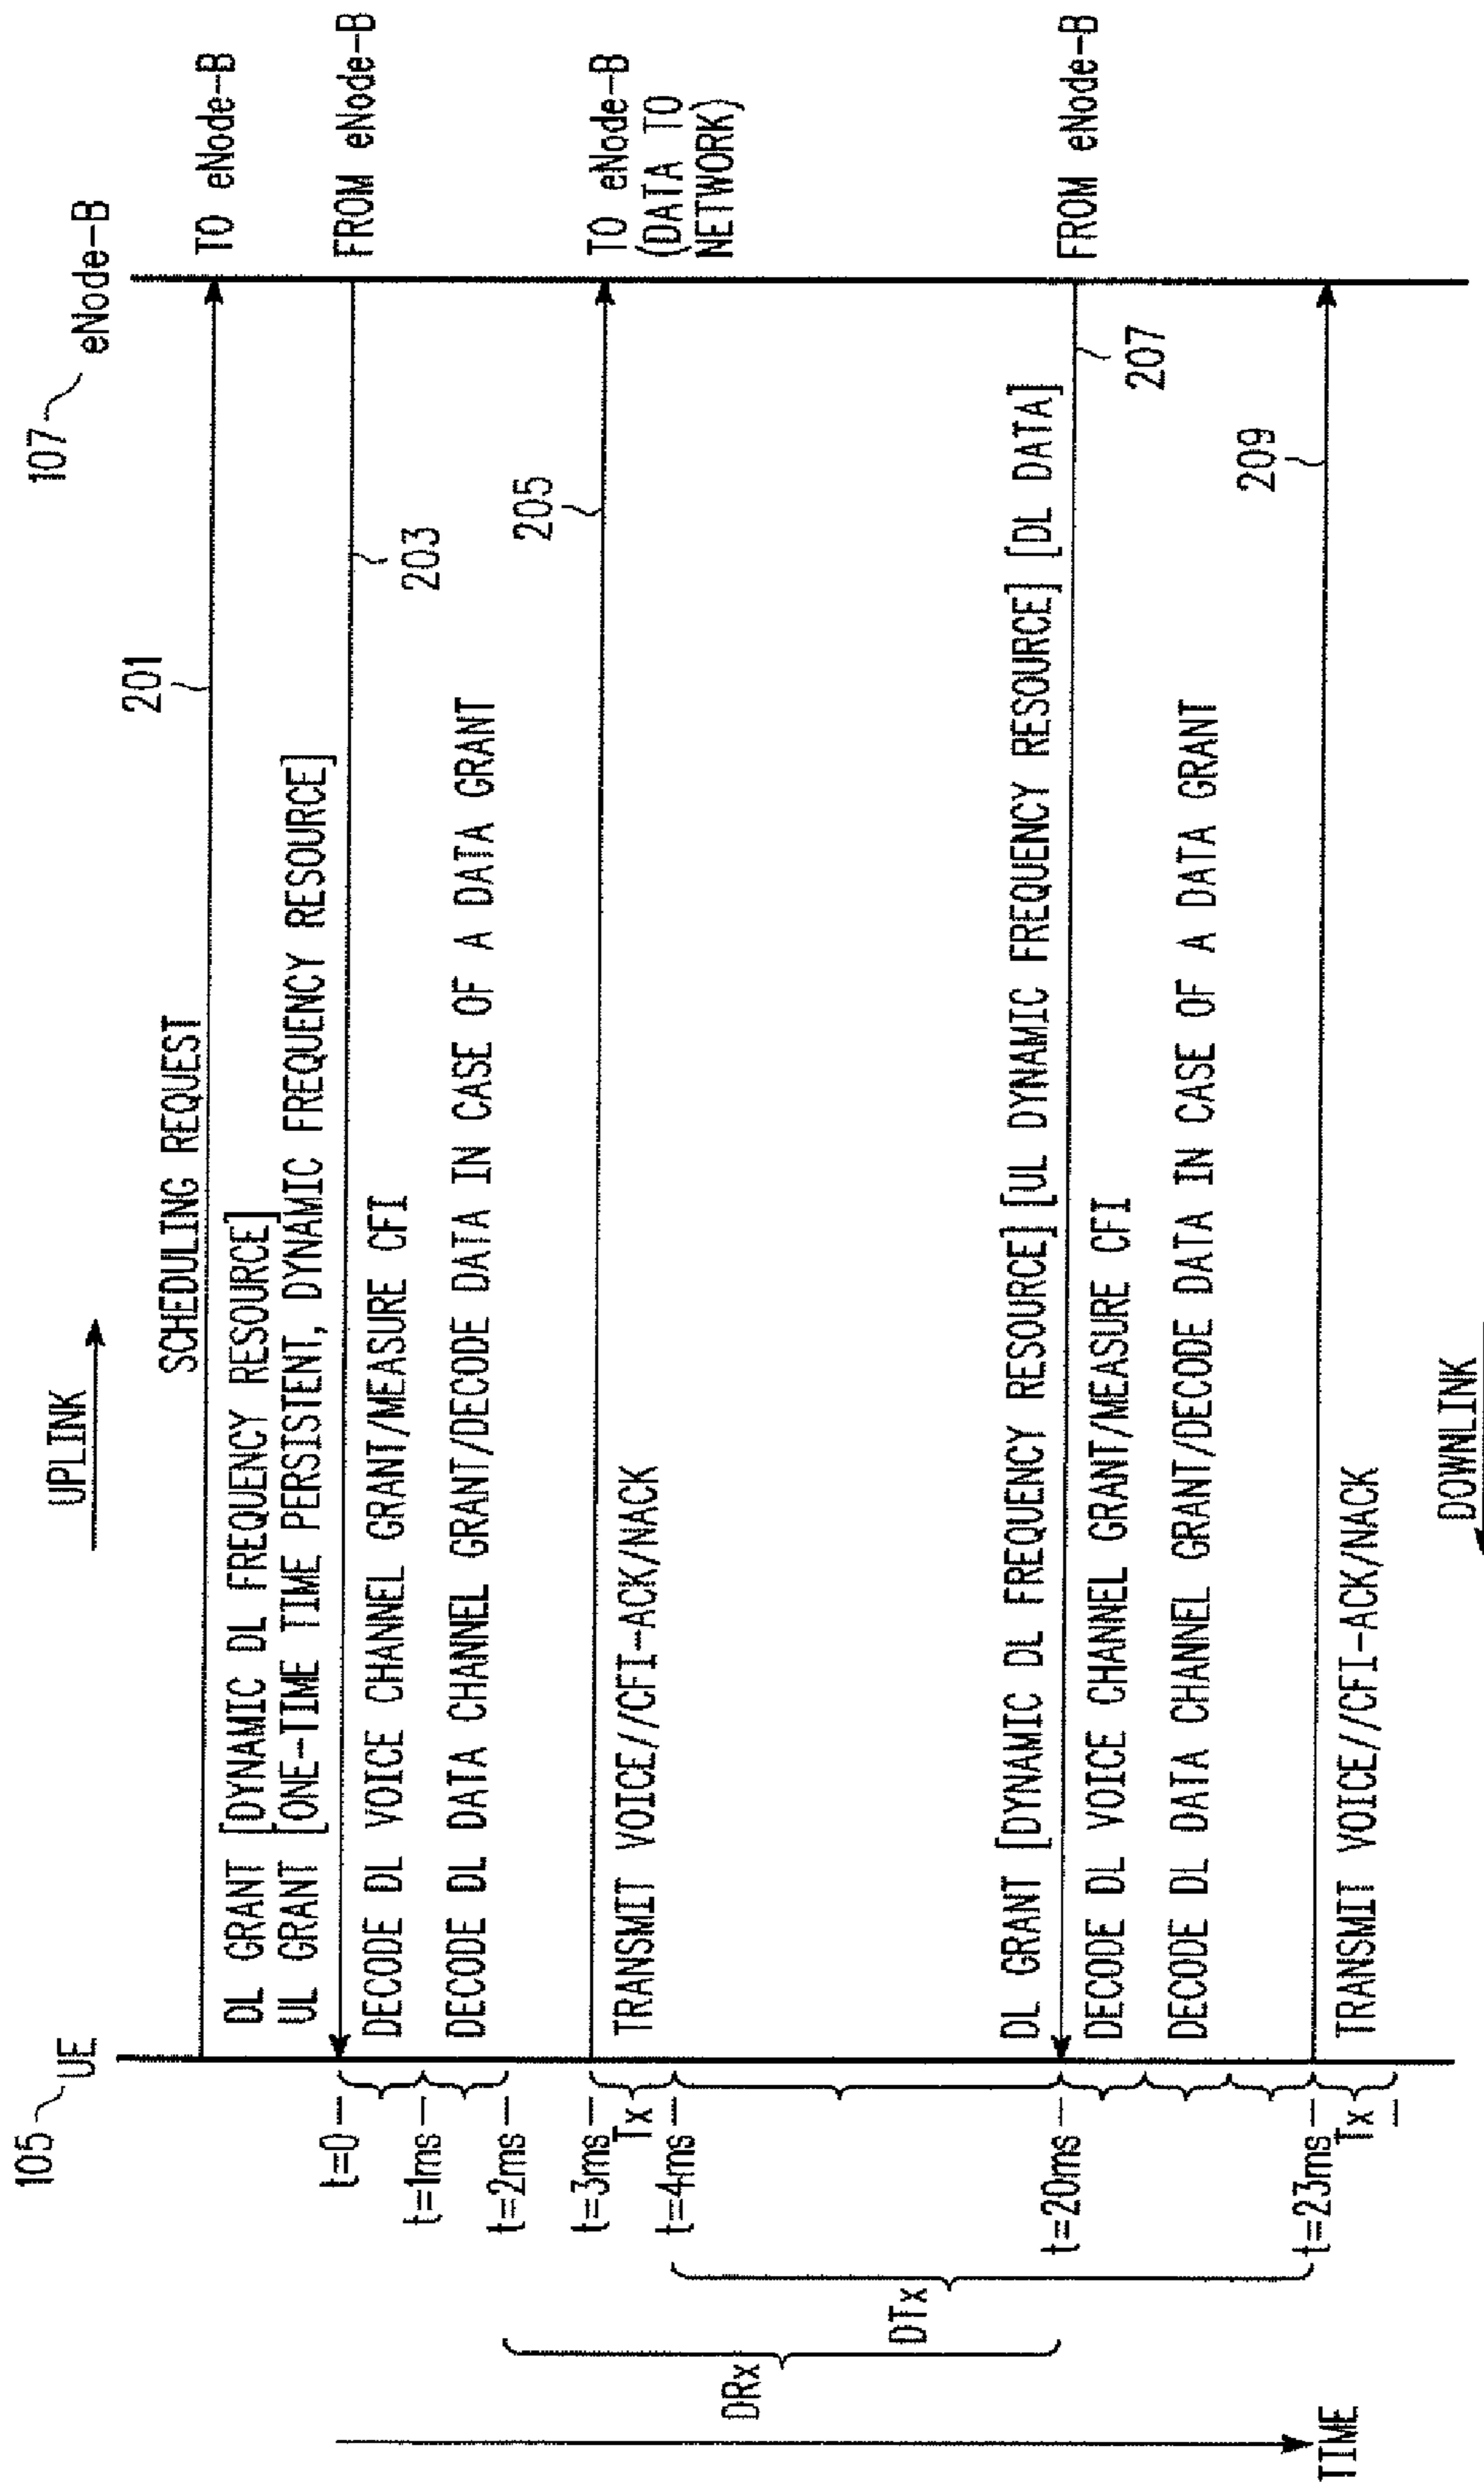 UPLINK
105
UE
107
eNode-B
SCHEDULING REQUEST
201
TO eNode-B
DL GRANT [DYNAMIC DL FREQUENCY RESOURCE]
UL GRANT [ONE-TIME TIME PERSISTENT, DYNAMIC FREQUENCY RESOURCE]
t=0
FROM eNode-B
203
DECODE DL VOICE CHANNEL GRANT/MEASURE CFI
t=1ms
DECODE DL DATA CHANNEL GRANT/DECODE DATA IN CASE OF A DATA GRANT
t=2ms
205
t=3ms
TO eNode-B
(DATA TO
NETWORK)
Tx
TRANSMIT VOICE//CFI-ACK/NACK
t=4ms
DRx
DTx
DL GRANT [DYNAMIC DL FREQUENCY RESOURCE] [UL DYNAMIC FREQUENCY RESOURCE] [DL DATA]
t=20ms
FROM eNode-B
207
DECODE DL VOICE CHANNEL GRANT/MEASURE CFI
DECODE DL DATA CHANNEL GRANT/DECODE DATA IN CASE OF A DATA GRANT
209
t=23ms
Tx
TRANSMIT VOICE//CFI-ACK/NACK
TIME
DOWNLINK